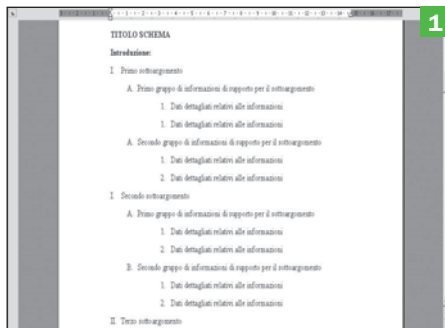 1
TITOLO SCHEMA
Introduzione:
I Primo sottoargomento
A. Primo gruppo di informazioni di supporto per il sottoargomento
1. Dati dettagliati relativi alle informazioni
1. Dati dettagliati relativi alle informazioni
A. Secondo gruppo di informazioni di supporto per il sottoargomento
1. Dati dettagliati relativi alle informazioni
2. Dati dettagliati relativi alle informazioni
I Secondo sottoargomento
A. Primo gruppo di informazioni di supporto per il sottoargomento
1. Dati dettagliati relativi alle informazioni
2. Dati dettagliati relativi alle informazioni
B. Secondo gruppo di informazioni di supporto per il sottoargomento
1. Dati dettagliati relativi alle informazioni
2. Dati dettagliati relativi alle informazioni
II. Terzo sottoargomento